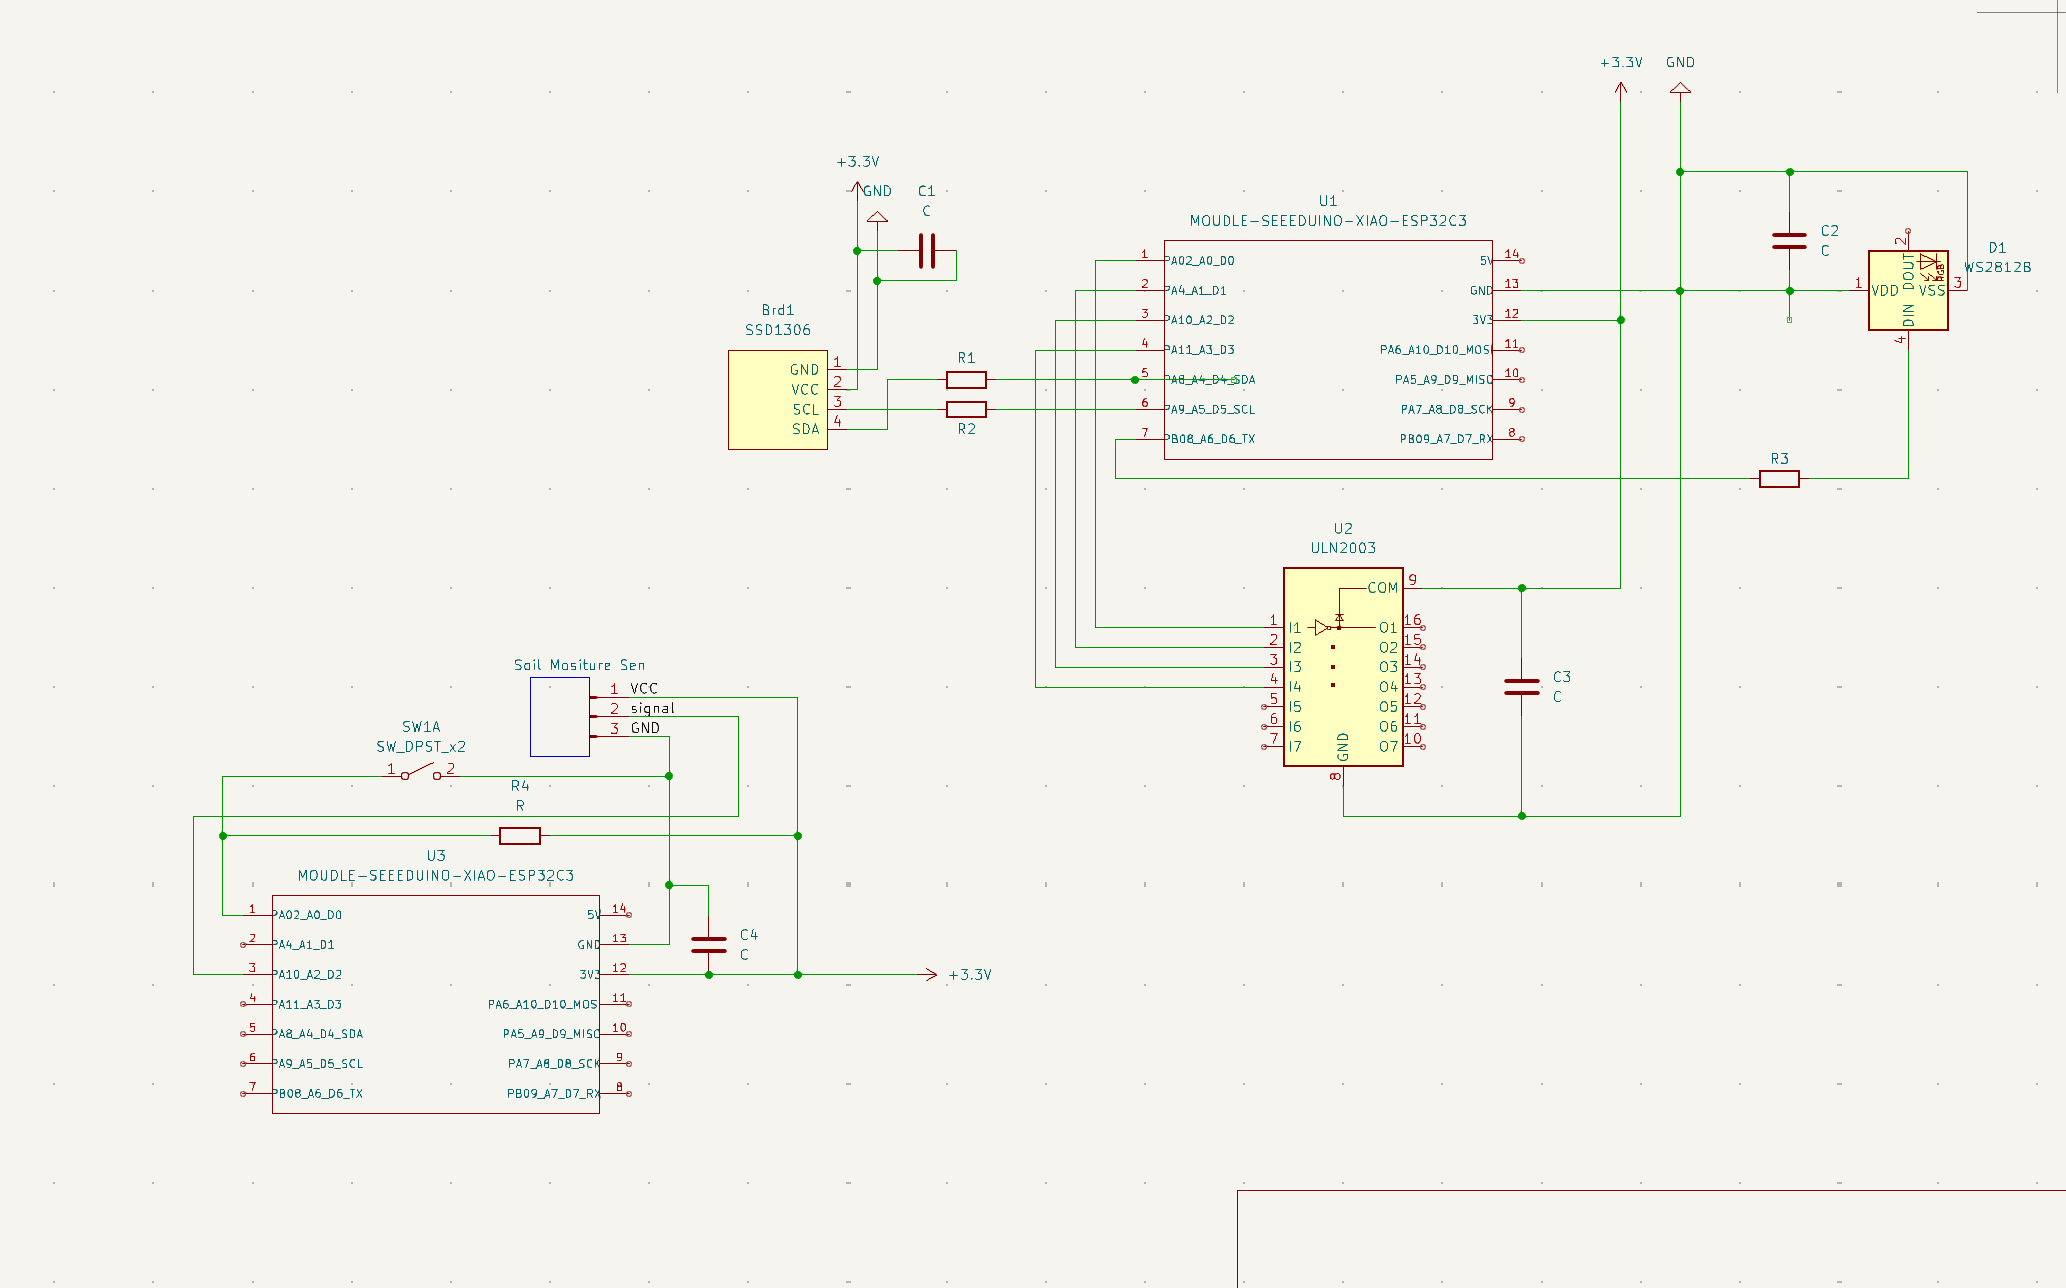 +3.3V GND
+3.3V
GND C1
C
U1
MOUDLE-SEEEDUINO-XIAO-ESP32C3
1 PA02_A0_D0 5V 14
2 PA4_A1_D1 GND 13
3 PA10_A2_D2 3V3 12
4 PA11_A3_D3 PA6_A10_D10_MOSI 11
5 PA8_A4_D4_SDA PA5_A9_D9_MISO 10
6 PA9_A5_D5_SCL PA7_A8_D8_SCK 9
7 PB08_A6_D6_TX PB09_A7_D7_RX 8
C2
C
D1
WS2812B
2
DOUT
RGB
1 VDD VSS 3
DIN
4
Brd1
SSD1306
GND 1
VCC 2
SCL 3
SDA 4
R1
R2
R3
U2
ULN2003
COM 9
1 I1 O1 16
2 I2 O2 15
3 I3 O3 14
4 I4 O4 13
5 I5 O5 12
6 I6 O6 11
7 I7 O7 10
GND
8
C3
C
Soil Mositure Sen
1 VCC
2 signal
3 GND
SW1A
SW_DPST_x2
1 2
R4
R
U3
MOUDLE-SEEEDUINO-XIAO-ESP32C3
1 PA02_A0_D0 5V 14
2 PA4_A1_D1 GND 13
3 PA10_A2_D2 3V3 12
4 PA11_A3_D3 PA6_A10_D10_MOSI 11
5 PA8_A4_D4_SDA PA5_A9_D9_MISO 10
6 PA9_A5_D5_SCL PA7_A8_D8_SCK 9
7 PB08_A6_D6_TX PB09_A7_D7_RX 8
C4
C
+3.3V